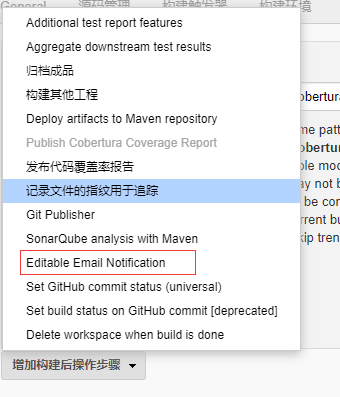 General 源码管理 构建触发器 构建环境
Additional test report features
Aggregate downstream test results
归档成品
构建其他工程
Deploy artifacts to Maven repository
Publish Cobertura Coverage Report
发布代码覆盖率报告
记录文件的指纹用于追踪
Git Publisher
SonarQube analysis with Maven
Editable Email Notification
Set GitHub commit status (universal)
Set build status on GitHub commit [deprecated]
Delete workspace when build is done
obertura
me patt
obertur
ple mod
ay not b
be con
rrent bu
kip tren
增加构建后操作步骤